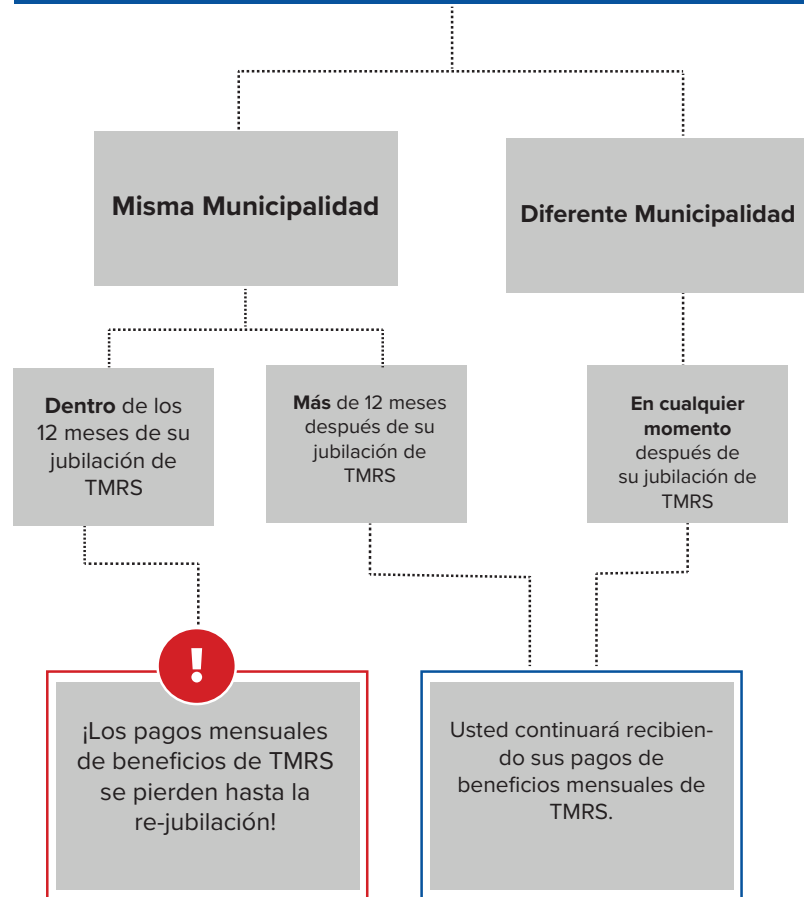 Misma Municipalidad
Diferente Municipalidad
Dentro de los
12 meses de su
jubilación de
TMRS
Más de 12 meses
después de su
jubilación de
TMRS
En cualquier
momento
después de
su jubilación de
TMRS
!
¡Los pagos mensuales
de beneficios de TMRS
se pierden hasta la
re-jubilación!
Usted continuará recibien-
do sus pagos de
beneficios mensuales de
TMRS.